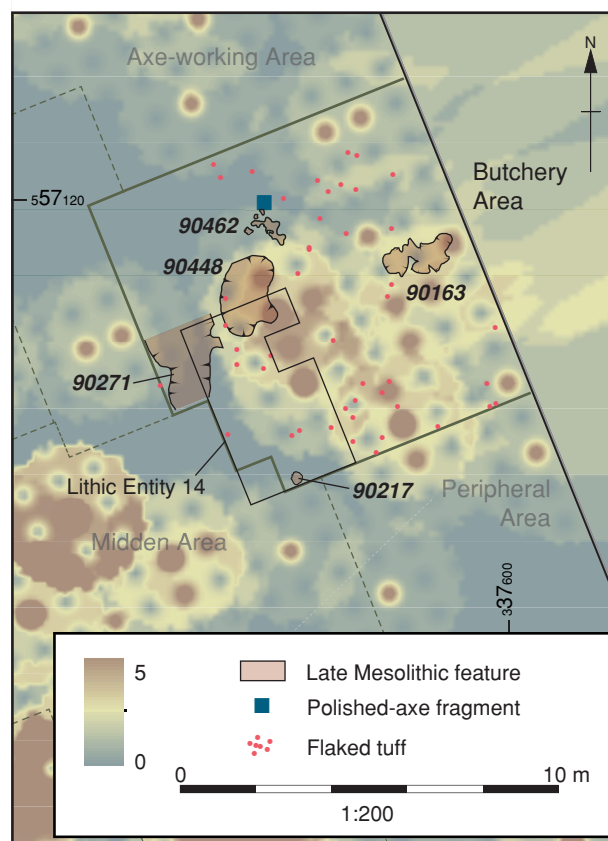 Axe-working Area
N
Butchery
Area
557120
90462
90448
90163
90271
Lithic Entity 14
90217
Peripheral
Area
Midden Area
337600
5
0
Late Mesolithic feature
Polished-axe fragment
Flaked tuff
0
10 m
1:200